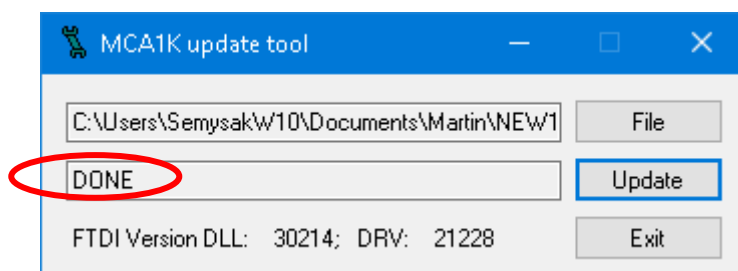 MCA1K update tool
C:\Users\SemysakW10\Documents\Martin\NEW1
File
DONE
Update
FTDI Version DLL: 30214; DRV: 21228
Exit